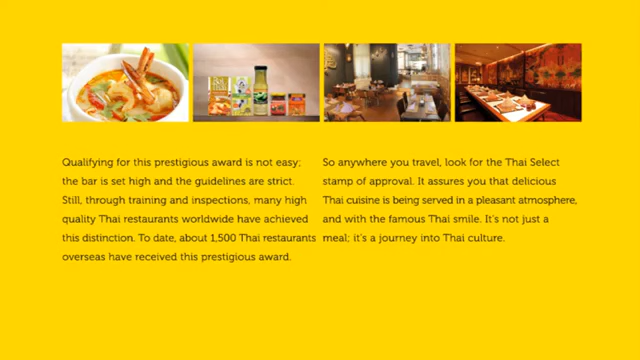 Qualifying for this prestigious award is not easy;
the bar is set high and the guidelines are strict.
Still, through training and inspections, many high
quality Thai restaurants worldwide have achieved
this distinction. To date, about 1,500 Thai restaurants
overseas have received this prestigious award.
So anywhere you travel, look for the Thai Select
stamp of approval. It assures you that delicious
Thai cuisine is being served in a pleasant atmosphere,
and with the famous Thai smile. It's not just a
meal; it's a journey into Thai culture.